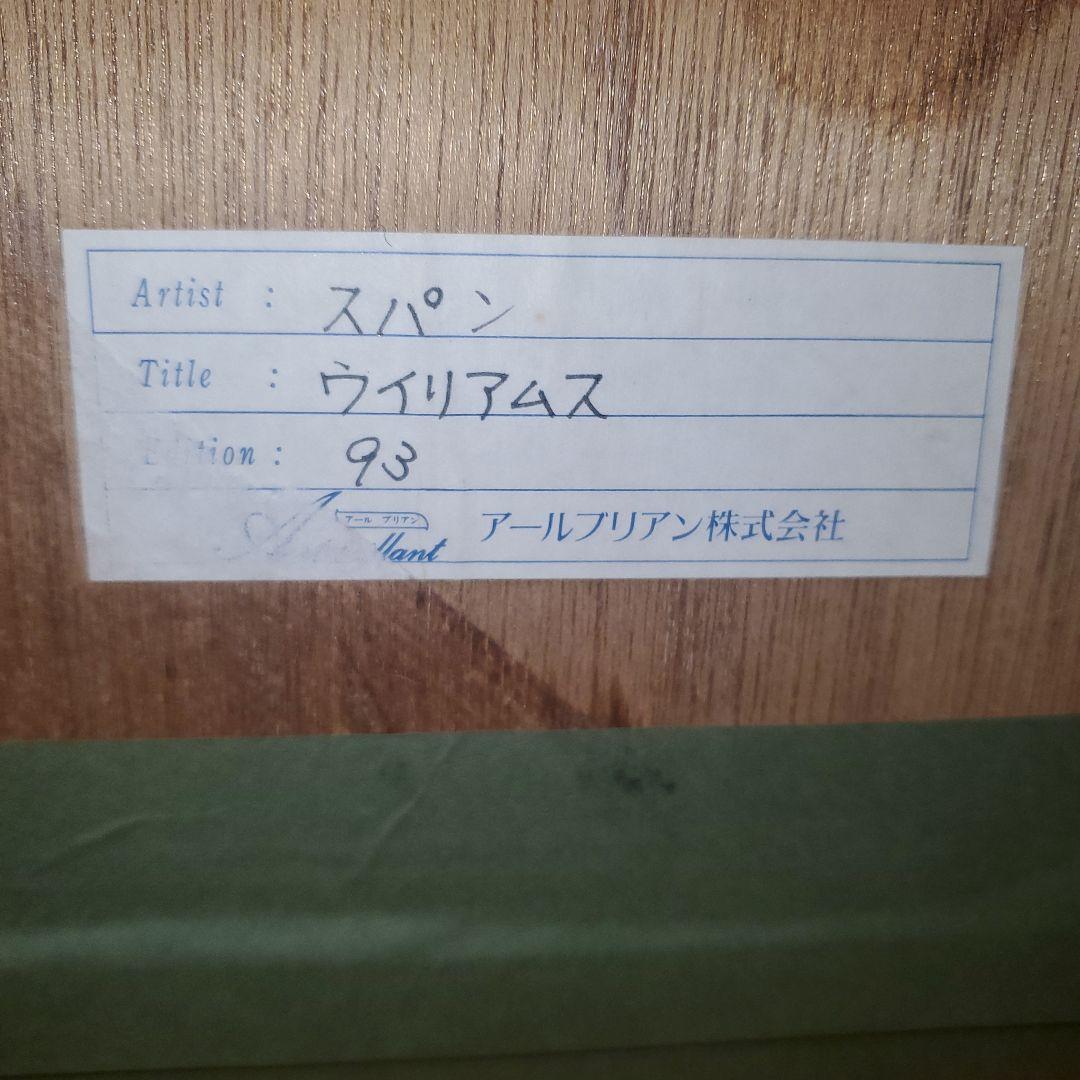 Artist : スパン
Title : ウイリアムス
Edition : 93
アール ブリアン
アールブリアン株式会社